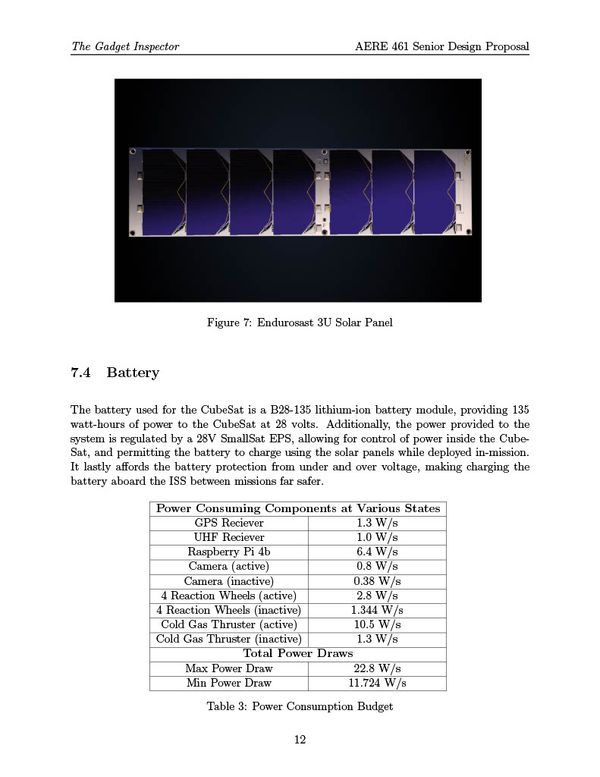 The Gadget Inspector AERE 461 Senior Design Proposal
Figure 7: Endurosast 3U Solar Panel
7.4 Battery
The battery used for the CubeSat is a B28-135 lithium-ion battery module, providing 135
watt-hours of power to the CubeSat at 28 volts. Additionally, the power provided to the
system is regulated by a 28V SmallSat EPS, allowing for control of power inside the Cube-
Sat, and permitting the battery to charge using the solar panels while deployed in-mission.
It lastly affords the battery protection from under and over voltage, making charging the
battery aboard the ISS between missions far safer.
Power Consuming Components at Various States
GPS Reciever 1.3 W/s
UHF Reciever 1.0 W/s
Raspberry Pi 4b 6.4 W/s
Camera (active) 0.8 W/s
Camera (inactive) 0.38 W/s
4 Reaction Wheels (active) 2.8 W/s
4 Reaction Wheels (inactive) 1.344 W/s
Cold Gas Thruster (active) 10.5 W/s
Cold Gas Thruster (inactive) 1.3 W/s
Total Power Draws
Max Power Draw 22.8 W/s
Min Power Draw 11.724 W/s
Table 3: Power Consumption Budget
12